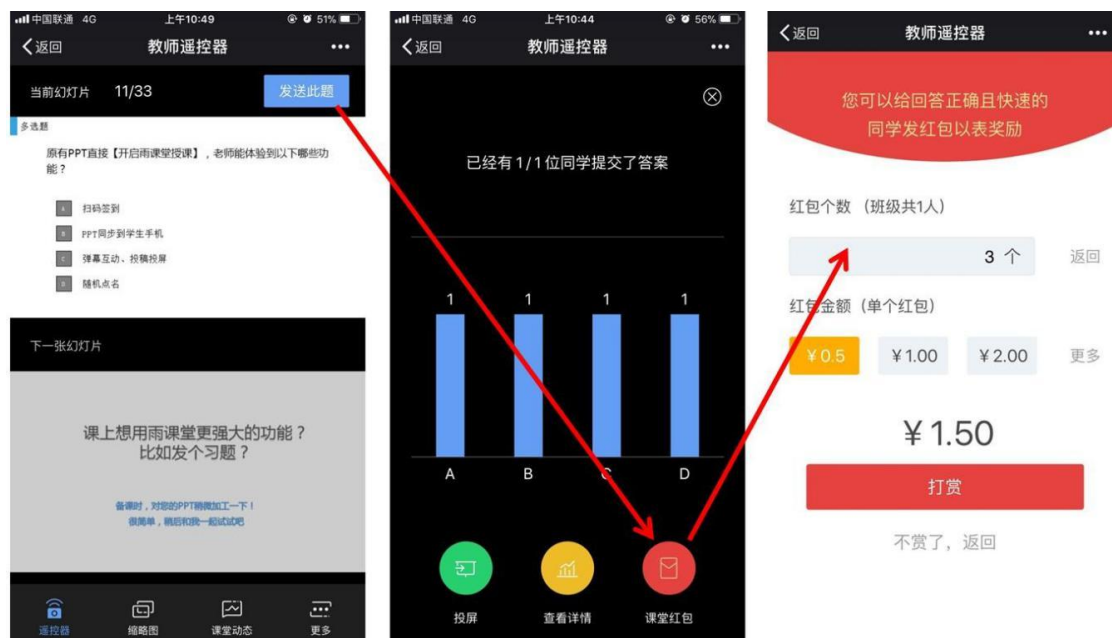 中国联通 4G 上午10:49 51%
返回 教师遥控器
当前幻灯片 11/33 发送此题
多选题
原有PPT直接【开启雨课堂授课】,老师能体验到以下哪些功
能?
A 扫码签到
B PPT同步到学生手机
C 弹幕互动、投稿投屏
D 随机点名
下一张幻灯片
课上想用雨课堂更强大的功能?
比如发个习题?
备课时,对您的PPT稍微加工一下!
很简单,稍后和我一起试试吧
遥控器 缩略图 课堂动态 更多
中国联通 4G 上午10:44 56%
返回 教师遥控器
已经有1/1位同学提交了答案
1 1 1 1
A B C D
投屏 查看详情 课堂红包
返回 教师遥控器
您可以给回答正确且快速的
同学发红包以表奖励
红包个数(班级共1人)
3 个 返回
红包金额(单个红包)
¥0.5 ¥1.00 ¥2.00 更多
¥1.50
打赏
不赏了,返回